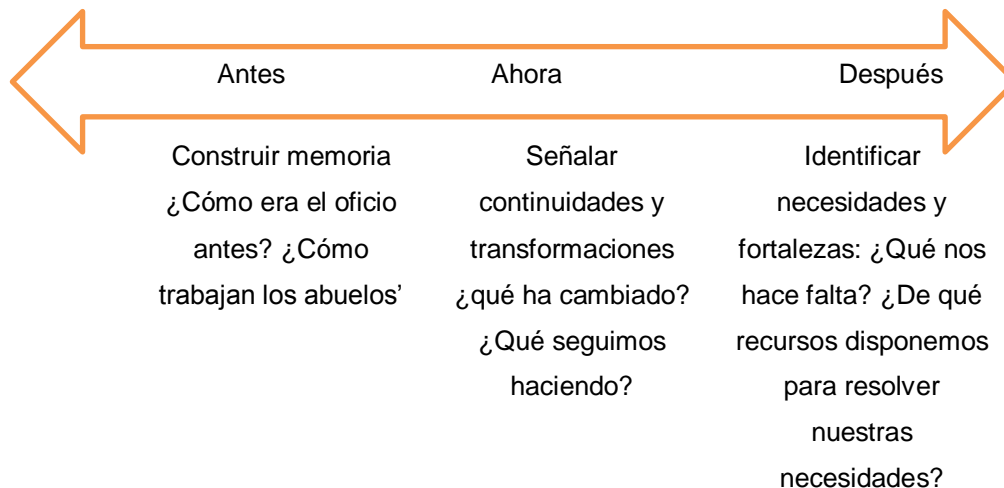 Antes
Ahora
Después
Construir memoria
¿Cómo era el oficio
antes? ¿Cómo
trabajan los abuelos’
Señalar
continuidades y
transformaciones
¿qué ha cambiado?
¿Qué seguimos
haciendo?
Identificar
necesidades y
fortalezas: ¿Qué nos
hace falta? ¿De qué
recursos disponemos
para resolver
nuestras
necesidades?